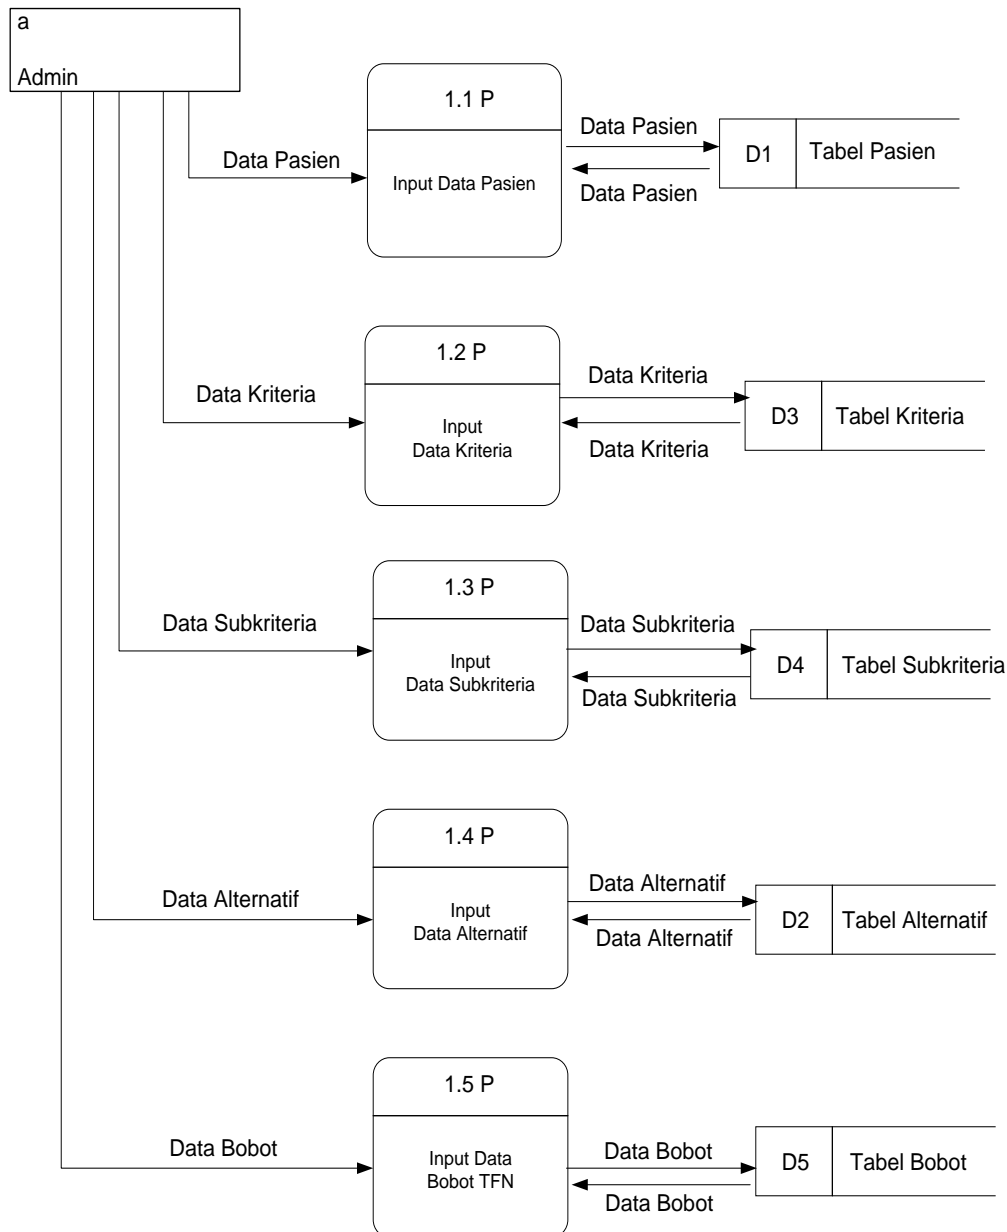 a
Admin
1.1 P
Data Pasien
Input Data Pasien
Data Pasien
Data Pasien
D1
Tabel Pasien
1.2 P
Data Kriteria
Input
Data Kriteria
Data Kriteria
Data Kriteria
D3
Tabel Kriteria
1.3 P
Data Subkriteria
Input
Data Subkriteria
Data Subkriteria
Data Subkriteria
D4
Tabel Subkriteria
1.4 P
Data Alternatif
Input
Data Alternatif
Data Alternatif
Data Alternatif
D2
Tabel Alternatif
1.5 P
Data Bobot
Input Data
Bobot TFN
Data Bobot
Data Bobot
D5
Tabel Bobot